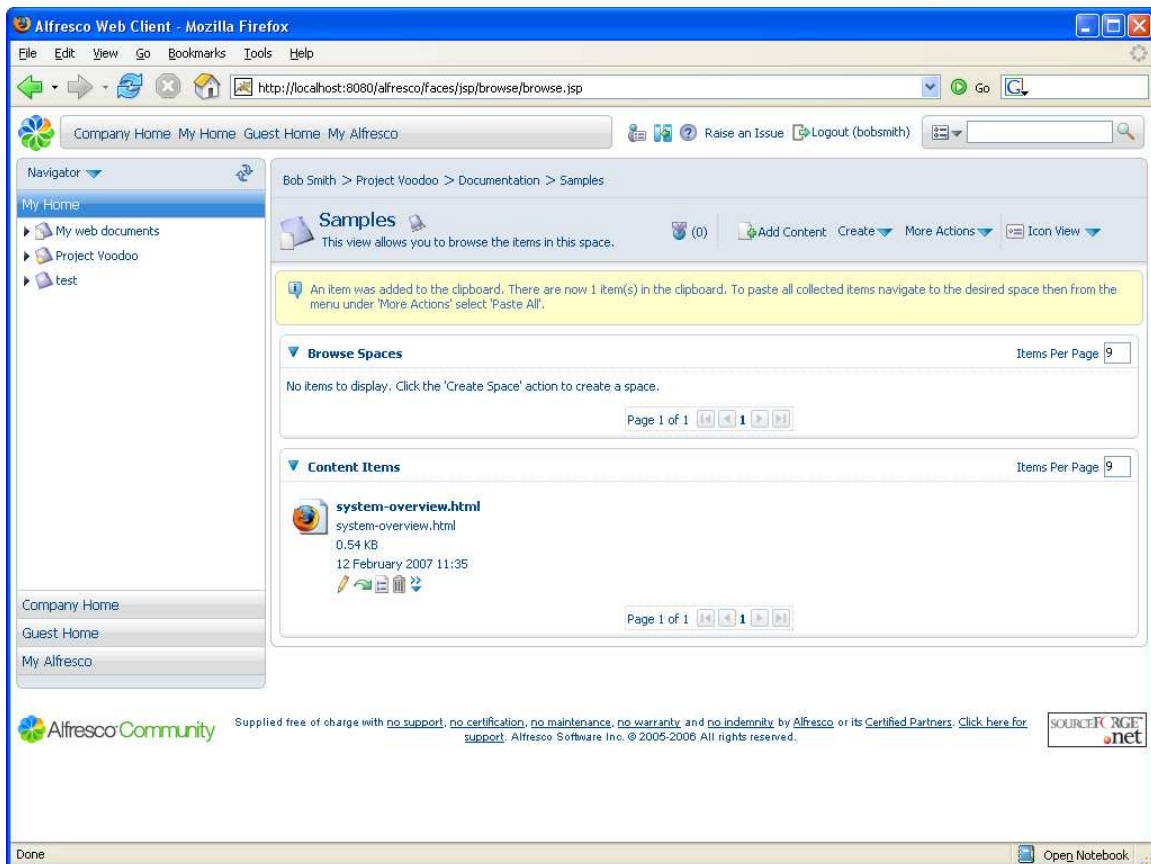 Alfresco Web Client - Mozilla Firefox
File Edit View Go Bookmarks Tools Help
http://localhost:8080/alfresco/faces/jsp/browse/browse.jsp Go G
Company Home My Home Guest Home My Alfresco Raise an Issue Logout (bobsmith)
Navigator
My Home
My web documents
Project Voodoo
test
Company Home
Guest Home
My Alfresco
Bob Smith > Project Voodoo > Documentation > Samples
Samples
This view allows you to browse the items in this space.
(0) Add Content Create More Actions Icon View
An item was added to the clipboard. There are now 1 item(s) in the clipboard. To paste all collected items navigate to the desired space then from the
menu under 'More Actions' select 'Paste All'.
Browse Spaces Items Per Page 9
No items to display. Click the 'Create Space' action to create a space.
Page 1 of 1 1
Content Items Items Per Page 9
system-overview.html
system-overview.html
0.54 KB
12 February 2007 11:35
Page 1 of 1 1
Alfresco Community
Supplied free of charge with no support, no certification, no maintenance, no warranty and no indemnity by Alfresco or its Certified Partners. Click here for
support. Alfresco Software Inc. © 2005-2006 All rights reserved.
SOURCEFORGE
.net
Done Open Notebook